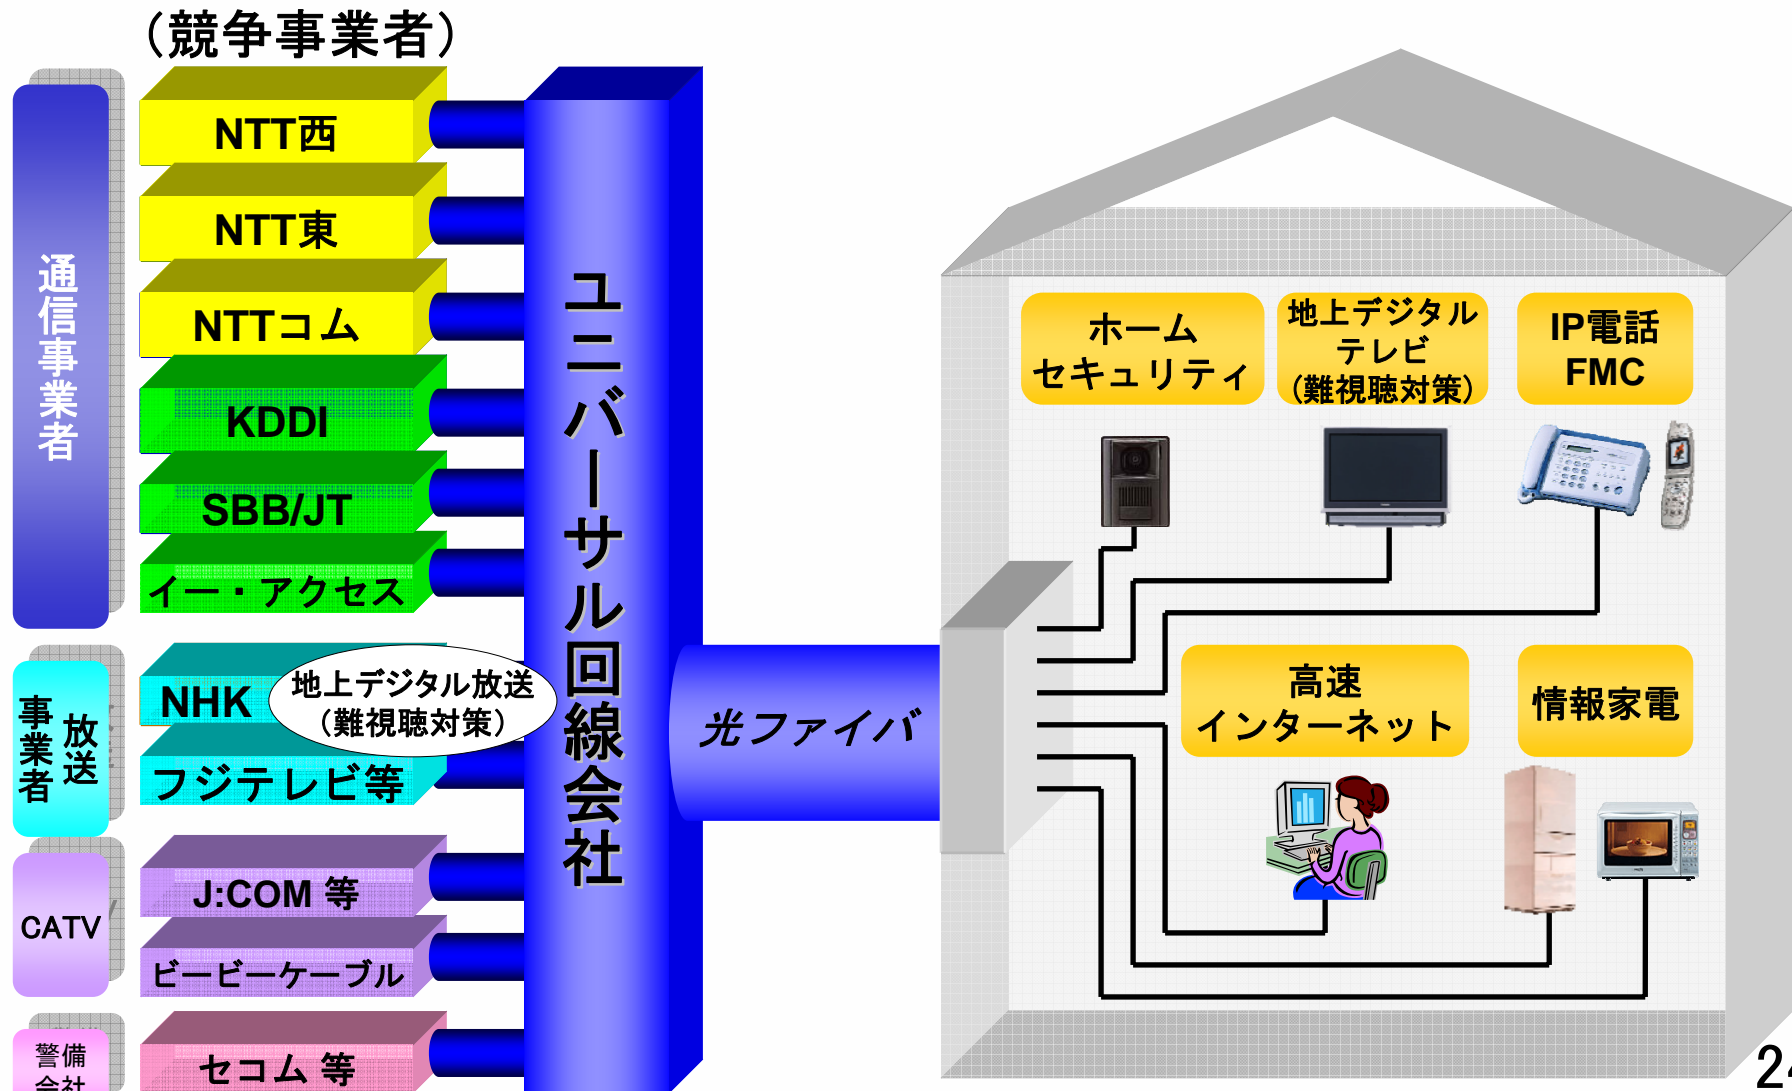 （競争事業者）
通信事業者
NTT西
NTT東
NTTコム
KDDI
SBB/JT
イー・アクセス
放送
事業者
NHK
地上デジタル放送
（難視聴対策）
フジテレビ等
CATV
J:COM 等
ビービーケーブル
警備
会社
セコム 等
ユニバーサル回線会社
光ファイバ
ホーム
セキュリティ
地上デジタル
テレビ
（難視聴対策）
IP電話
FMC
高速
インターネット
情報家電